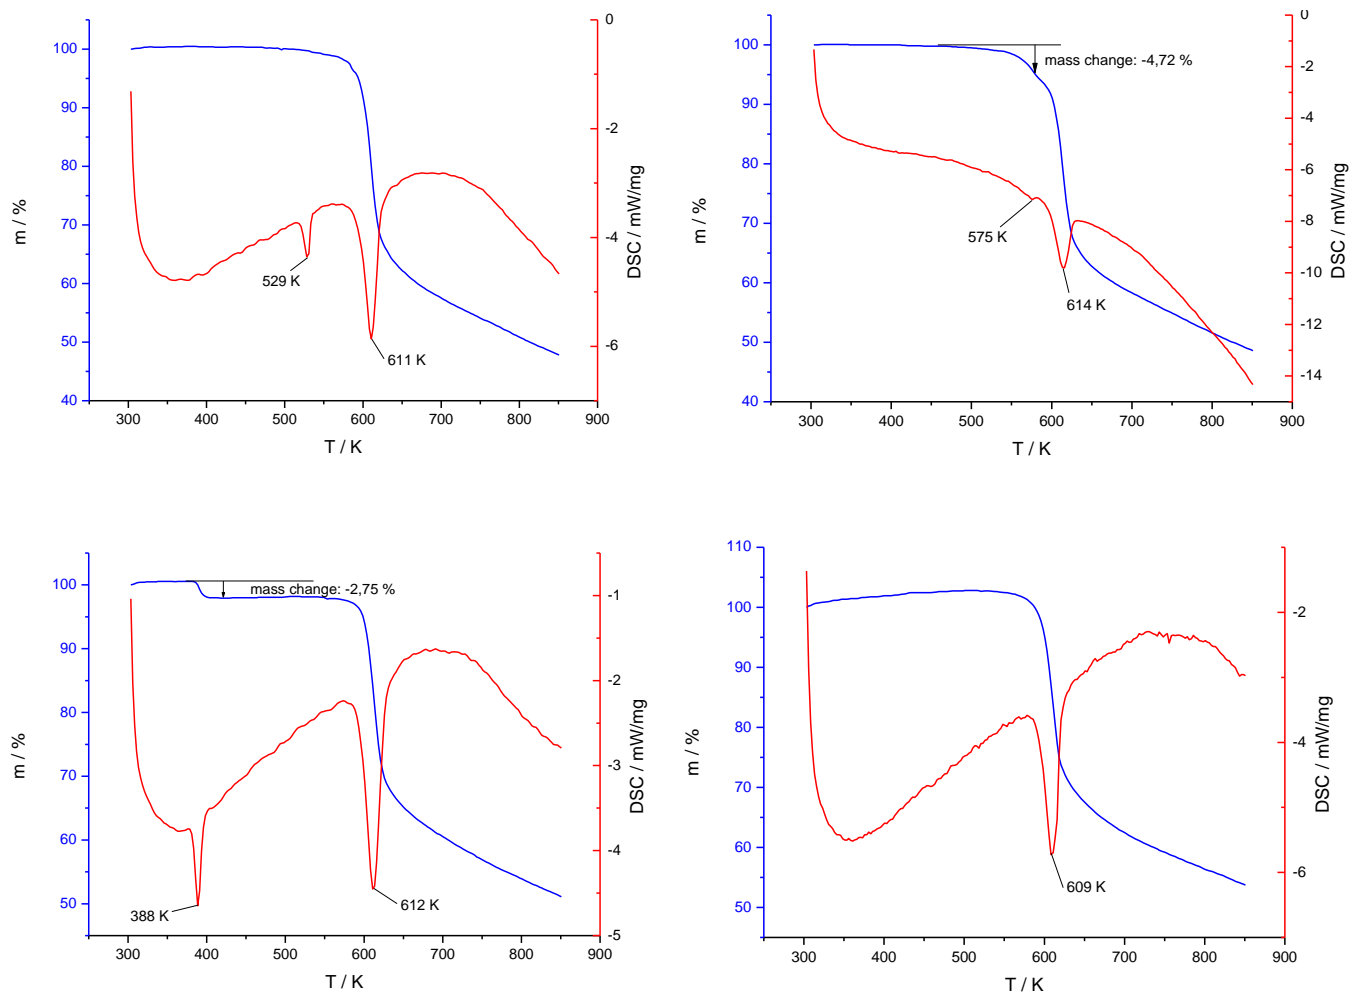 0
100
90
80
70
60
50
40
m / %
-2
-4
-6
DSC / mW/mg
529 K
611 K
300 400 500 600 700 800 900
T / K
0
100
90
80
70
60
50
40
m / %
mass change: -4,72 %
-2
-4
-6
-8
-10
-12
-14
DSC / mW/mg
575 K
614 K
300 400 500 600 700 800 900
T / K
100
90
80
70
60
50
m / %
mass change: -2,75 %
-1
-2
-3
-4
-5
DSC / mW/mg
388 K
612 K
300 400 500 600 700 800 900
T / K
110
100
90
80
70
60
50
m / %
-2
-4
-6
DSC / mW/mg
609 K
300 400 500 600 700 800 900
T / K